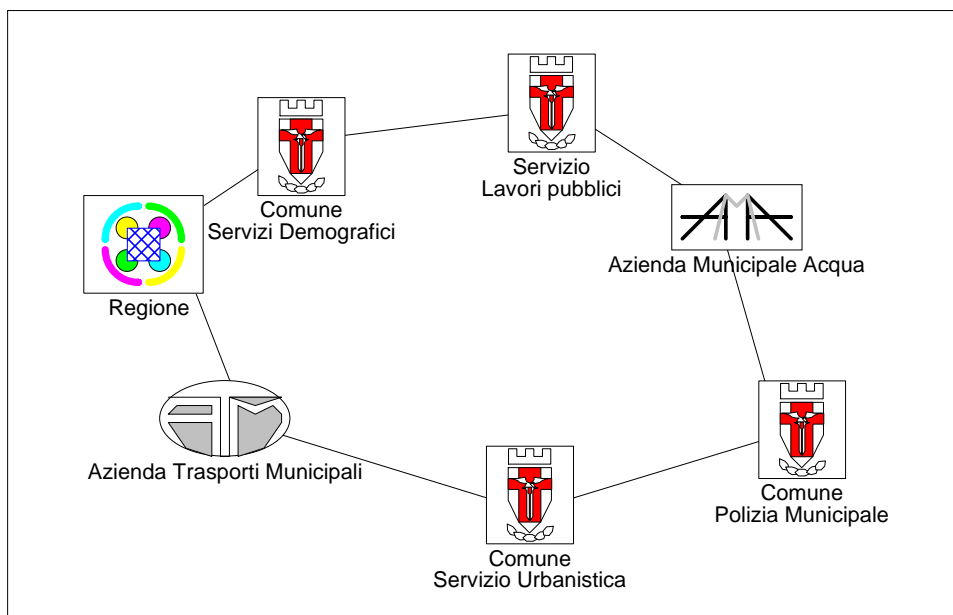 Servizio
Lavori pubblici
Comune
Servizi Demografici
Azienda Municipale Acqua
Regione
Azienda Trasporti Municipali
Comune
Polizia Municipale
Comune
Servizio Urbanistica